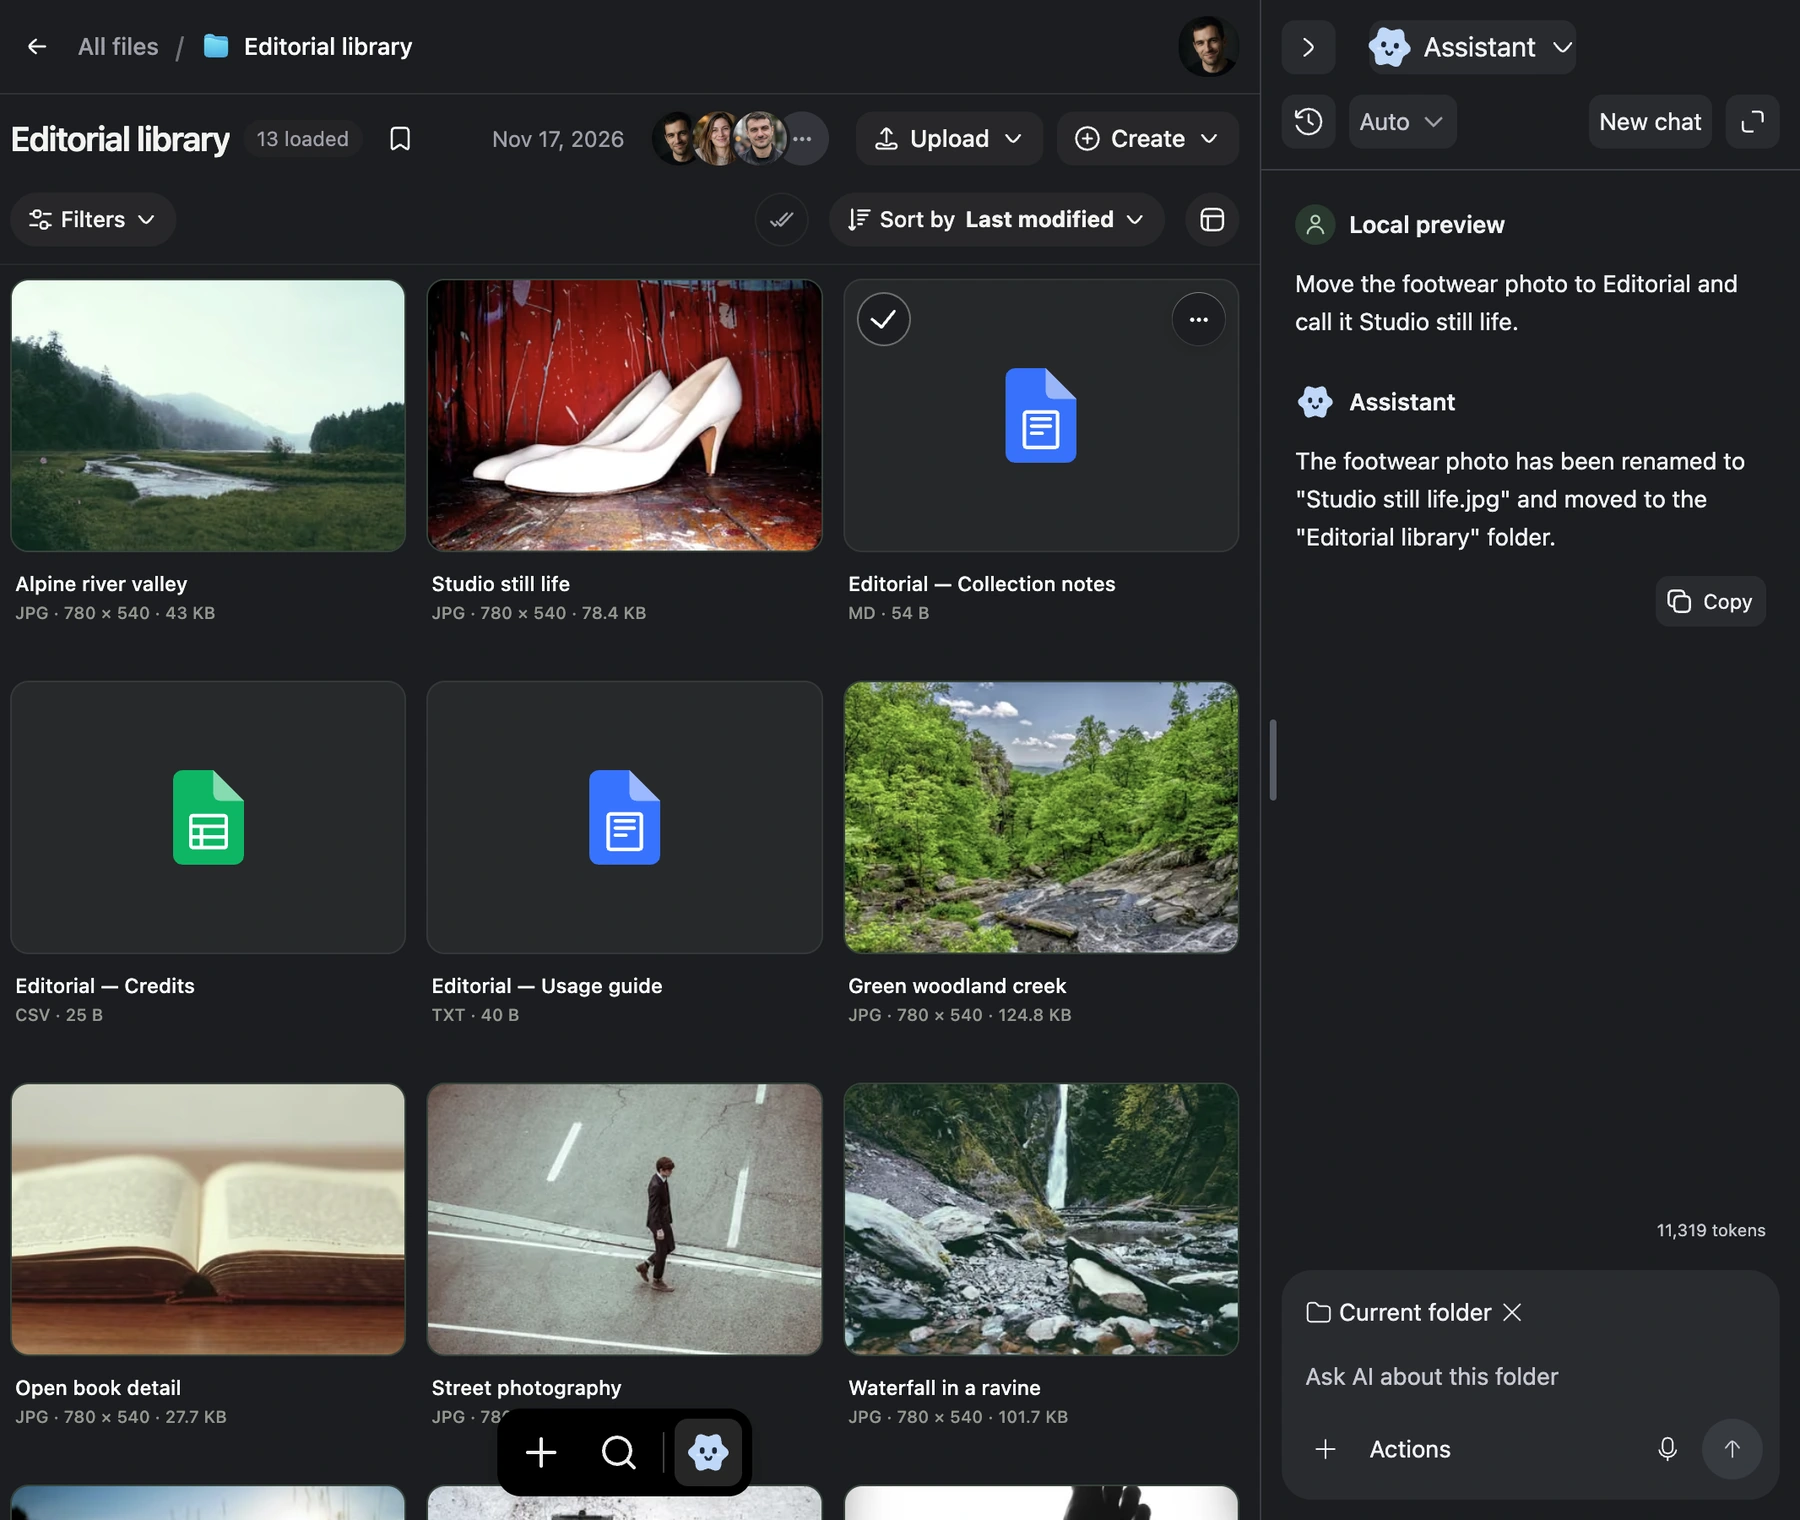 All files / Editorial library
Editorial library 13 loaded Nov 17, 2026 Upload Create
Filters Sort by Last modified
Alpine river valley
JPG · 780 × 540 · 43 KB
Studio still life
JPG · 780 × 540 · 78.4 KB
Editorial — Collection notes
MD · 54 B
Editorial — Credits
CSV · 25 B
Editorial — Usage guide
TXT · 40 B
Green woodland creek
JPG · 780 × 540 · 124.8 KB
Open book detail
JPG · 780 × 540 · 27.7 KB
Street photography
JPG · 78
Waterfall in a ravine
JPG · 780 × 540 · 101.7 KB
Assistant
Auto New chat
Local preview
Move the footwear photo to Editorial and
call it Studio still life.
Assistant
The footwear photo has been renamed to
"Studio still life.jpg" and moved to the
"Editorial library" folder.
Copy
11,319 tokens
Current folder
Ask AI about this folder
Actions